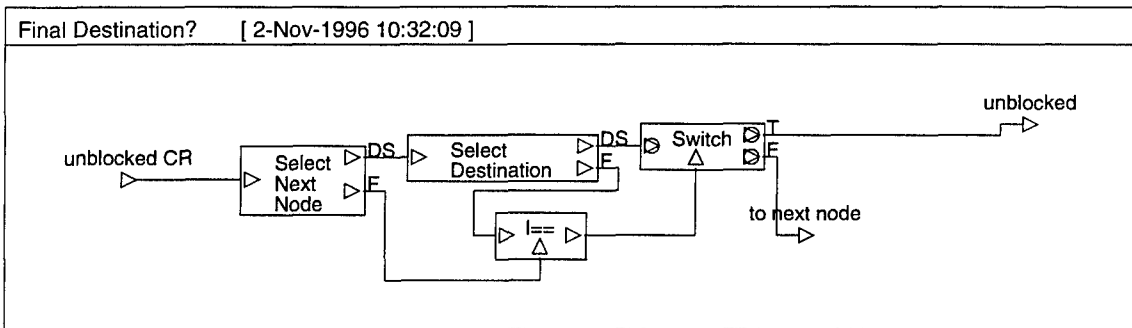 Final Destination? [ 2-Nov-1996 10:32:09 ]
unblocked
unblocked CR
Select
Next
Node
DS
F
Select
Destination
DS
F
Switch
T
F
I==
to next node